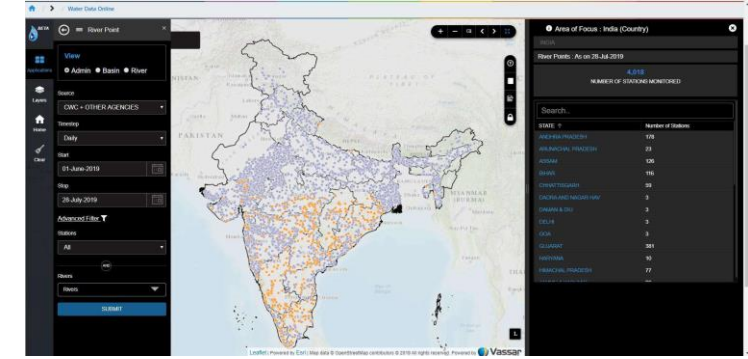 / Water Data Online
BETA
River Point ×
Applications
Layers
Home
Clear
View
Admin Basin River
Source
CWC + OTHER AGENCIES
Timestep
Daily
Start
01-June-2019
Stop
28-July-2019
Advanced Filter
Stations
All
Rivers
Rivers
SUBMIT
PAKISTAN
MYANMAR
(BURMA)
Leaflet | Powered by Esri | Map data © OpenStreetMap contributors © 2019 All rights reserved. Powered by Vassar
Area of Focus : India (Country)
INDIA
River Points : As on 28-Jul-2019
4,018
NUMBER OF STATIONS MONITORED
Search..
STATE Number of Stations
ANDHRA PRADESH 178
ARUNACHAL PRADESH 23
ASSAM 126
BIHAR 116
CHHATTISGARH 59
DADRA AND NAGAR HAV 3
DAMAN & DIU 3
DELHI 3
GOA 3
GUJARAT 381
HARYANA 10
HIMACHAL PRADESH 77